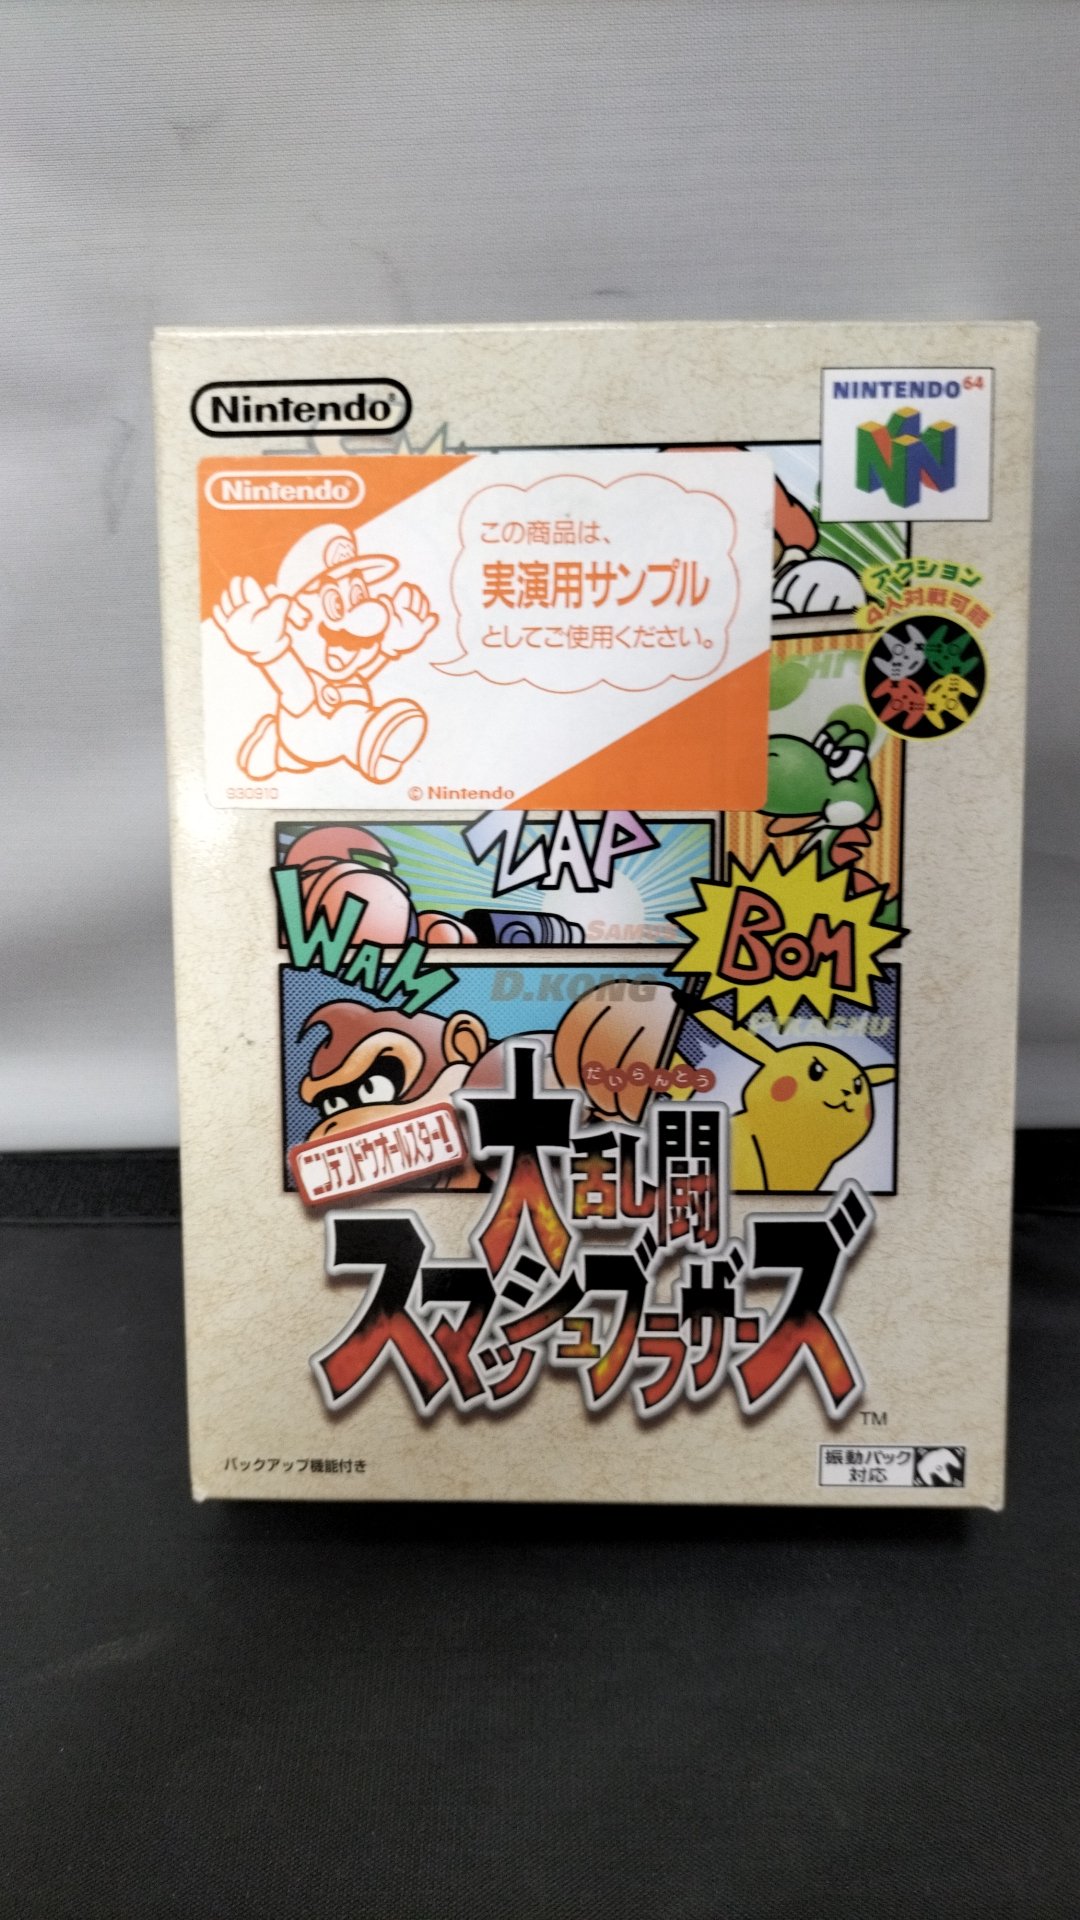 Nintendo®
NINTENDO64
Nintendo®
この商品は、
実演用サンプル
としてご使用ください。
930910
© Nintendo
アクション
4人対戦可能
ZAP
WAM
SAMUS
BOM
D.KONG
PIKACHU
だいらんとう
ニンテンドウオールスター!
大乱闘
スマッシュブラザーズ
TM
バックアップ機能付き
振動パック
対応